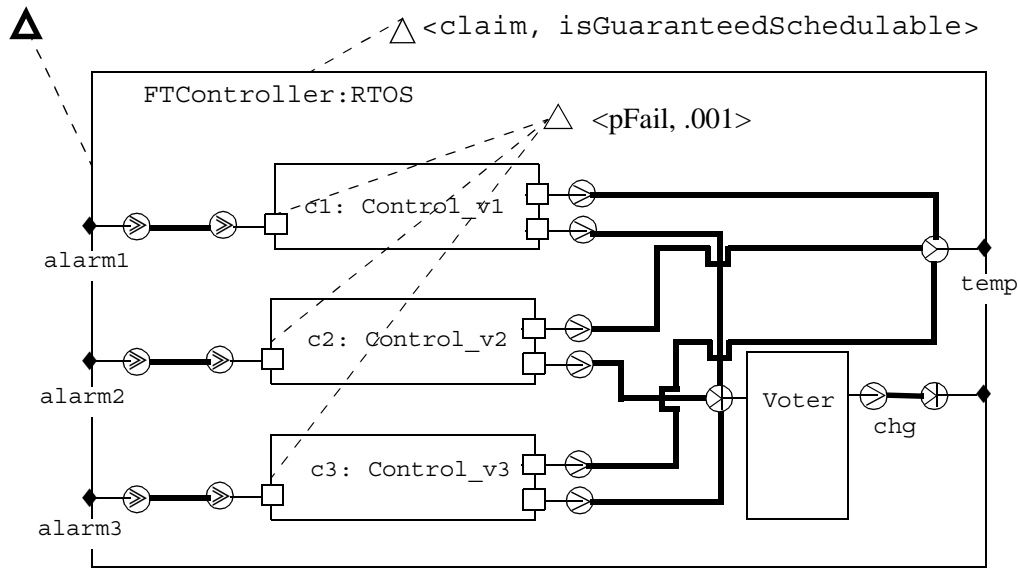 <claim, isGuaranteedSchedulable>
FTController:RTOS
<pFail, .001>
c1: Control_v1
alarm1
temp
c2: Control_v2
alarm2
Voter
chg
c3: Control_v3
alarm3